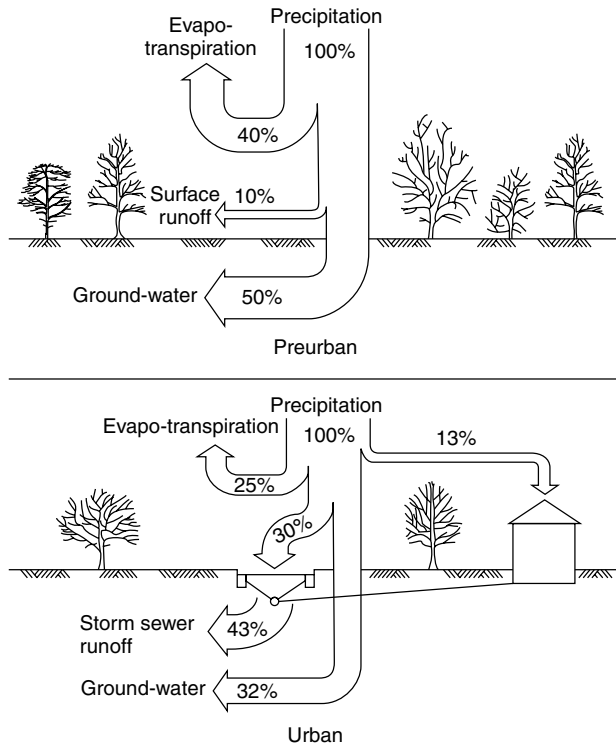 Precipitation
Evapo-
transpiration
100%
40%
Surface
runoff
10%
Ground-water
50%
Preurban
Precipitation
Evapo-transpiration
100%
13%
25%
30%
Storm sewer
runoff
43%
Ground-water
32%
Urban